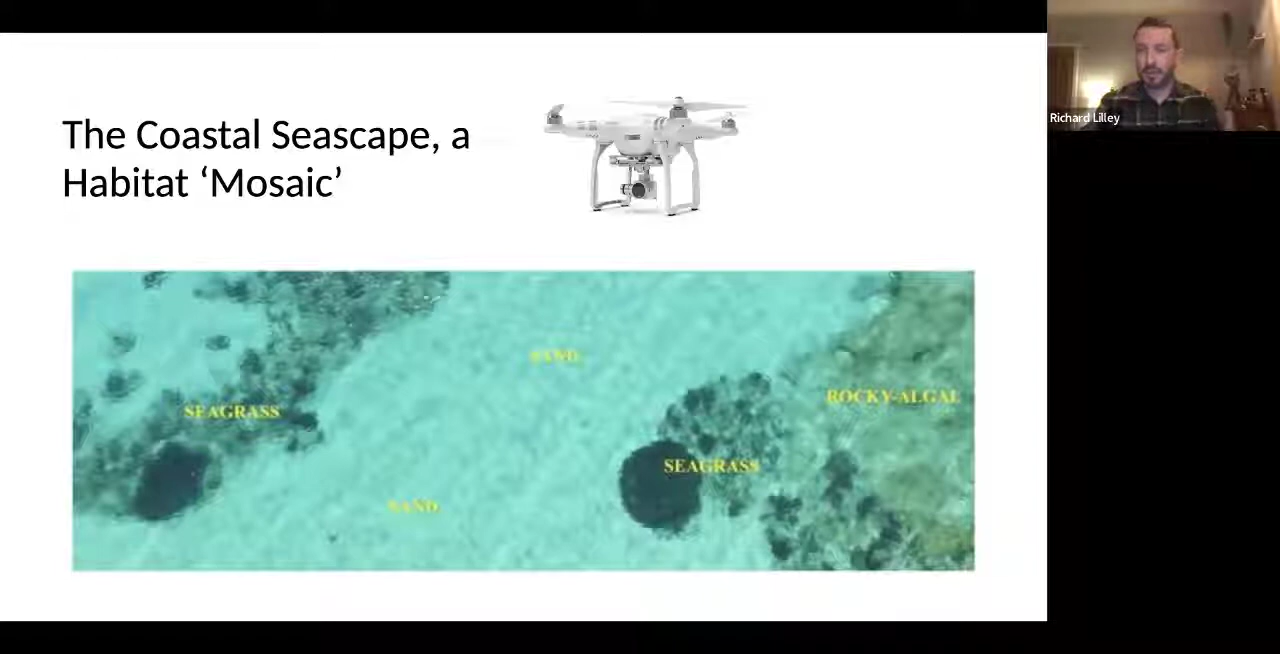 The Coastal Seascape, a
Habitat ‘Mosaic’
Richard Lilley
SAND
ROCKY-ALGAL
SEAGRASS
SEAGRASS
SAND